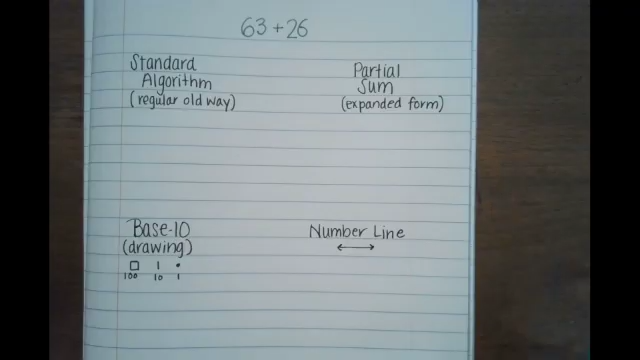 63 + 26
Standard
Algorithm
(regular old way)
Partial
Sum
(expanded form)
Base-10
(drawing)
100 10 1
Number Line